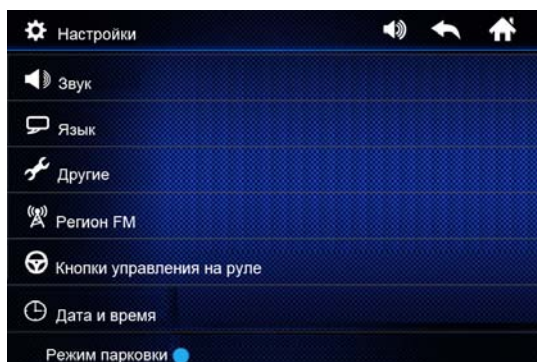 Настройки
Звук
Язык
Другие
Регион FM
Кнопки управления на руле
Дата и время
Режим парковки